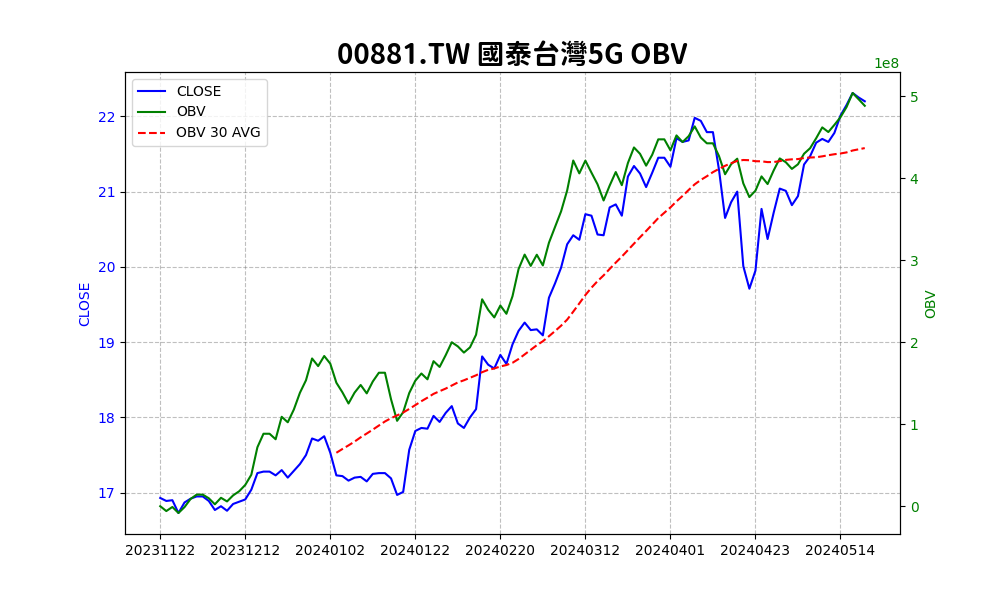 00881.TW 國泰台灣5G OBV
1e8
CLOSE
OBV
OBV 30 AVG
22
21
20
19
18
17
CLOSE
5
4
3
2
1
0
OBV
20231122 20231212 20240102 20240122 20240220 20240312 20240401 20240423 20240514